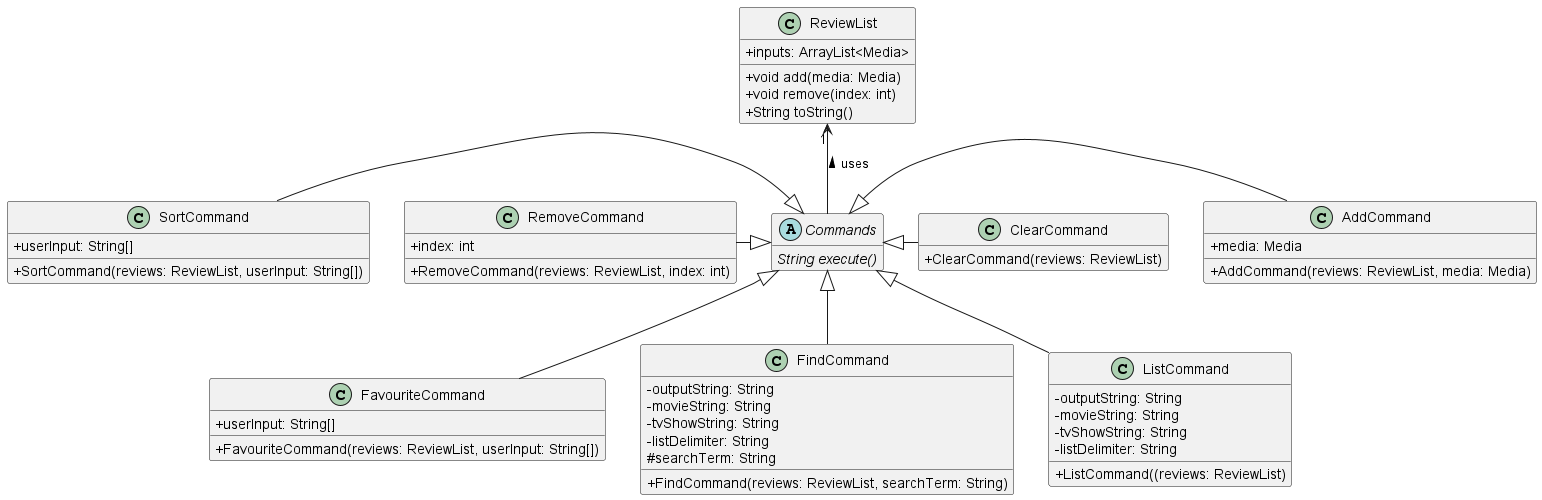 C ReviewList
+inputs: ArrayList<Media>
+void add(media: Media)
+void remove(index: int)
+String toString()
1
uses
C SortCommand
+userInput: String[]
+SortCommand(reviews: ReviewList, userInput: String[])
C RemoveCommand
+index: int
+RemoveCommand(reviews: ReviewList, index: int)
A Commands
String execute()
C ClearCommand
+ClearCommand(reviews: ReviewList)
C AddCommand
+media: Media
+AddCommand(reviews: ReviewList, media: Media)
C FavouriteCommand
+userInput: String[]
+FavouriteCommand(reviews: ReviewList, userInput: String[])
C FindCommand
-outputString: String
-movieString: String
-tvShowString: String
-listDelimiter: String
#searchTerm: String
+FindCommand(reviews: ReviewList, searchTerm: String)
C ListCommand
-outputString: String
-movieString: String
-tvShowString: String
-listDelimiter: String
+ListCommand((reviews: ReviewList)